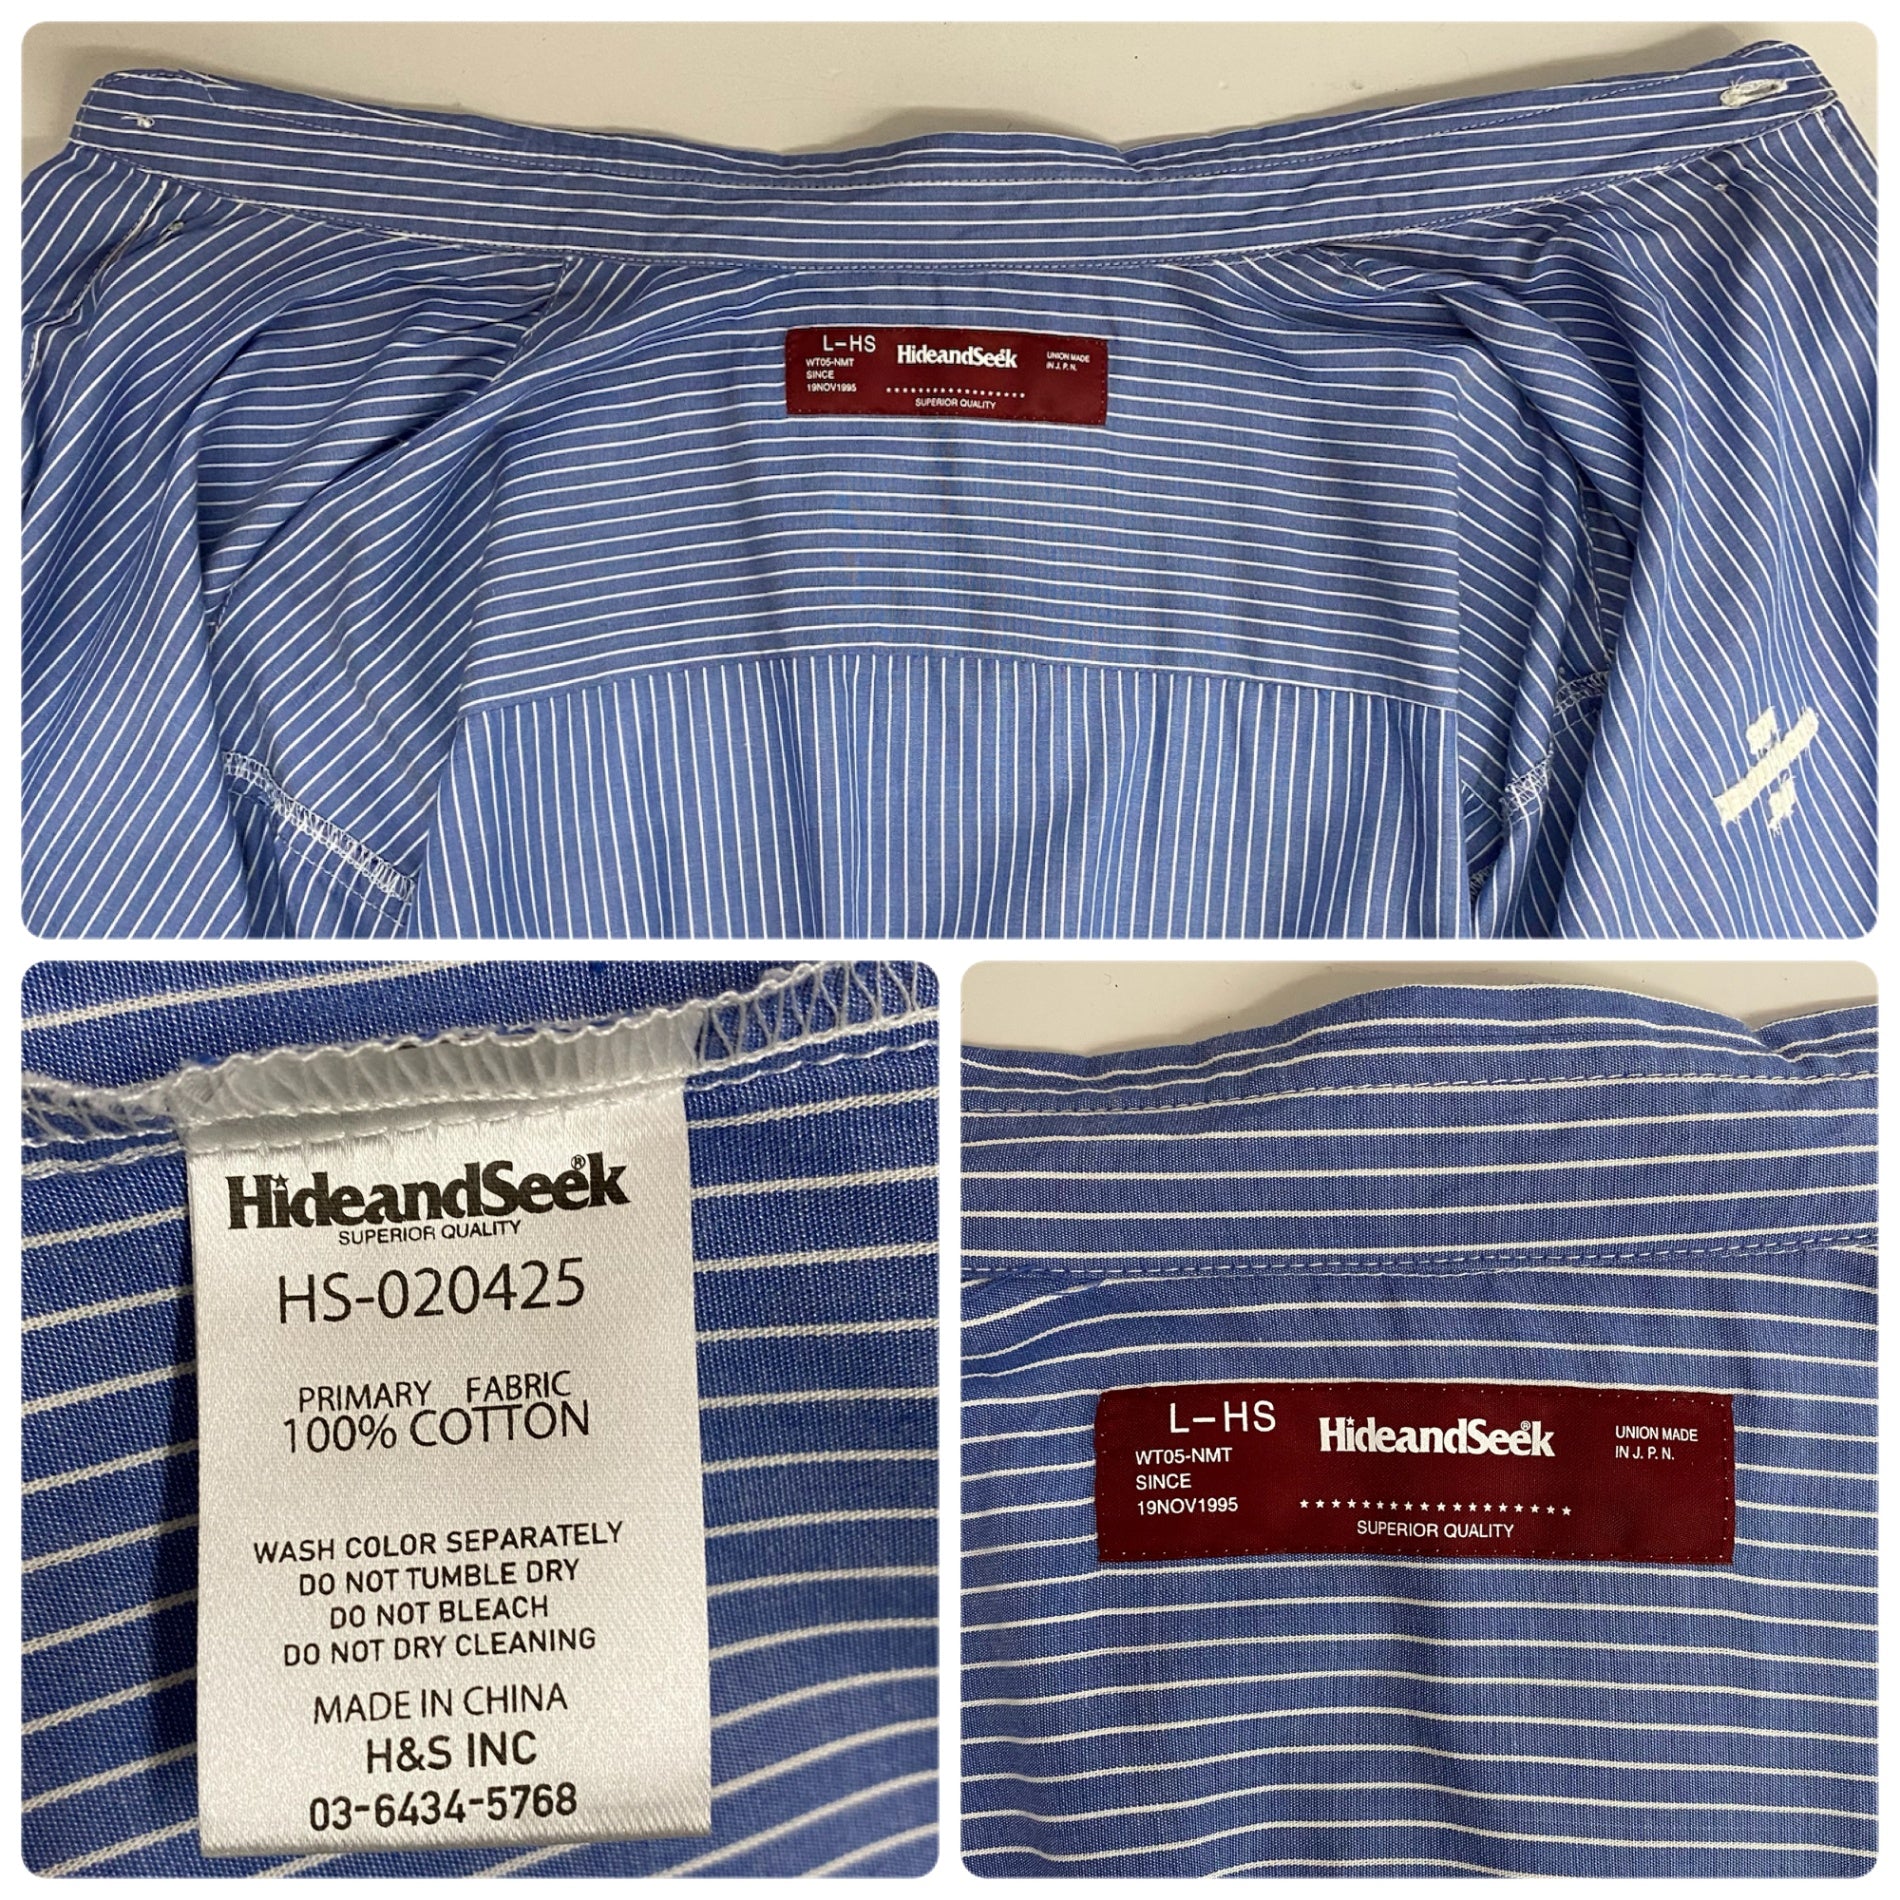 L-HS
HideandSeek
WT05-NMT
SINCE
19NOV1995
UNION MADE
IN J. P. N.
******************
SUPERIOR QUALITY
HideandSeek®
SUPERIOR QUALITY
HS-020425
PRIMARY FABRIC
100% COTTON
WASH COLOR SEPARATELY
DO NOT TUMBLE DRY
DO NOT BLEACH
DO NOT DRY CLEANING
MADE IN CHINA
H&S INC
03-6434-5768
L-HS
HideandSeek®
WT05-NMT
SINCE
19NOV1995
UNION MADE
IN J. P. N.
******************
SUPERIOR QUALITY